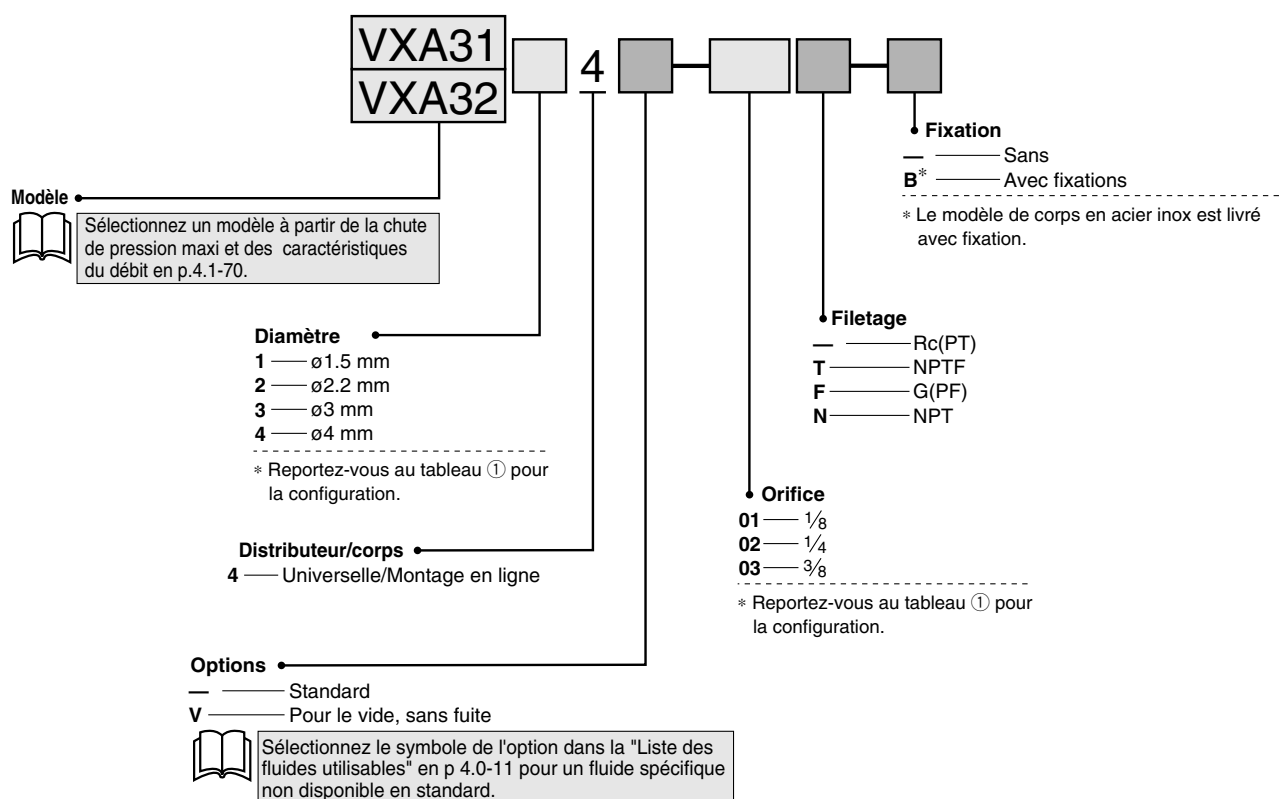 VXA31
VXA32
4
Fixation
— Sans
B* Avec fixations
* Le modèle de corps en acier inox est livré
avec fixation.
Modèle
Sélectionnez un modèle à partir de la chute
de pression maxi et des caractéristiques
du débit en p.4.1-70.
Filetage
— Rc(PT)
T NPTF
F G(PF)
N NPT
Diamètre
1 ø1.5 mm
2 ø2.2 mm
3 ø3 mm
4 ø4 mm
* Reportez-vous au tableau ① pour
la configuration.
Orifice
01 1/8
02 1/4
03 3/8
* Reportez-vous au tableau ① pour
la configuration.
Distributeur/corps
4 Universelle/Montage en ligne
Options
— Standard
V Pour le vide, sans fuite
Sélectionnez le symbole de l'option dans la "Liste des
fluides utilisables" en p 4.0-11 pour un fluide spécifique
non disponible en standard.